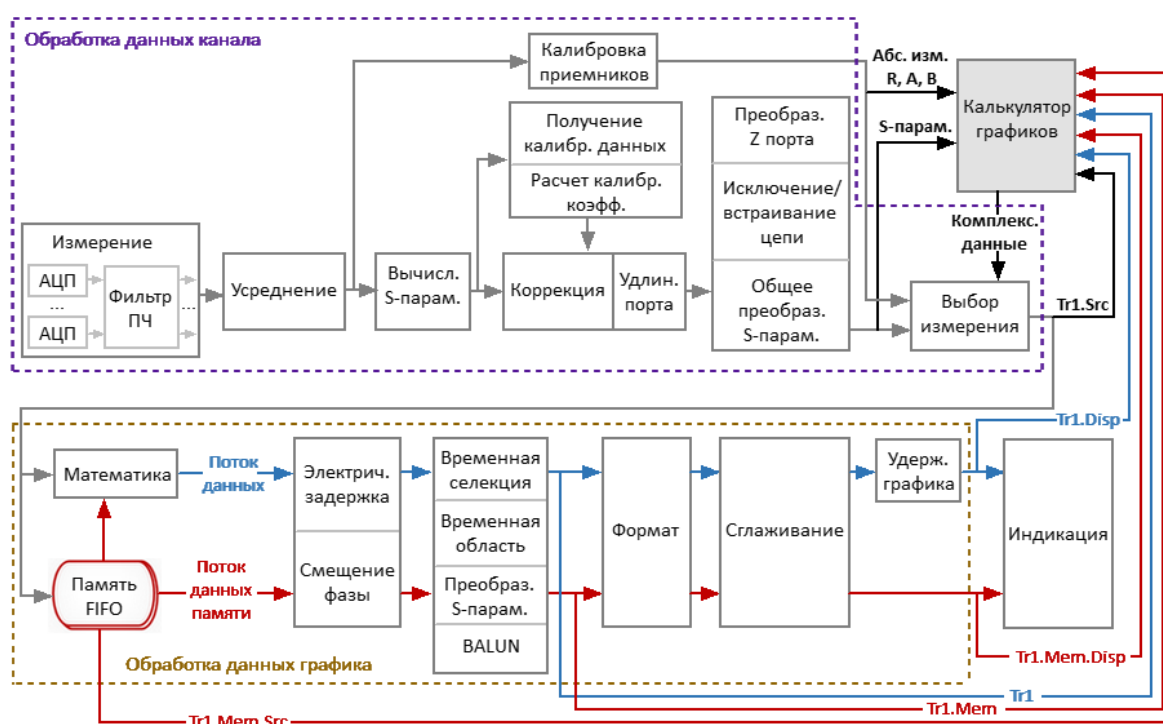 Обработка данных канала
Калибровка
приемников
Абс. изм.
R, A, B
S-парам.
Калькулятор
графиков
Получение
калибр. данных
Расчет калибр.
коэфф.
Преобраз.
Z порта
Исключение/
встраивание
цепи
Общее
преобраз.
S-парам.
Измерение
АЦП
...
АЦП
Фильтр
ПЧ
...
...
Усреднение
Вычисл.
S-парам.
Коррекция
Удлин.
порта
Комплекс.
данные
Выбор
измерения
Tr1.Src
Tr1.Disp
Математика
Поток
данных
Электрич.
задержка
Смещение
фазы
Временная
селекция
Временная
область
Преобраз.
S-парам.
BALUN
Формат
Сглаживание
Удерж.
графика
Индикация
Память
FIFO
Поток
данных
памяти
Обработка данных графика
Tr1.Mem.Disp
Tr1
Tr1.Mem
Tr1.Mem.Src